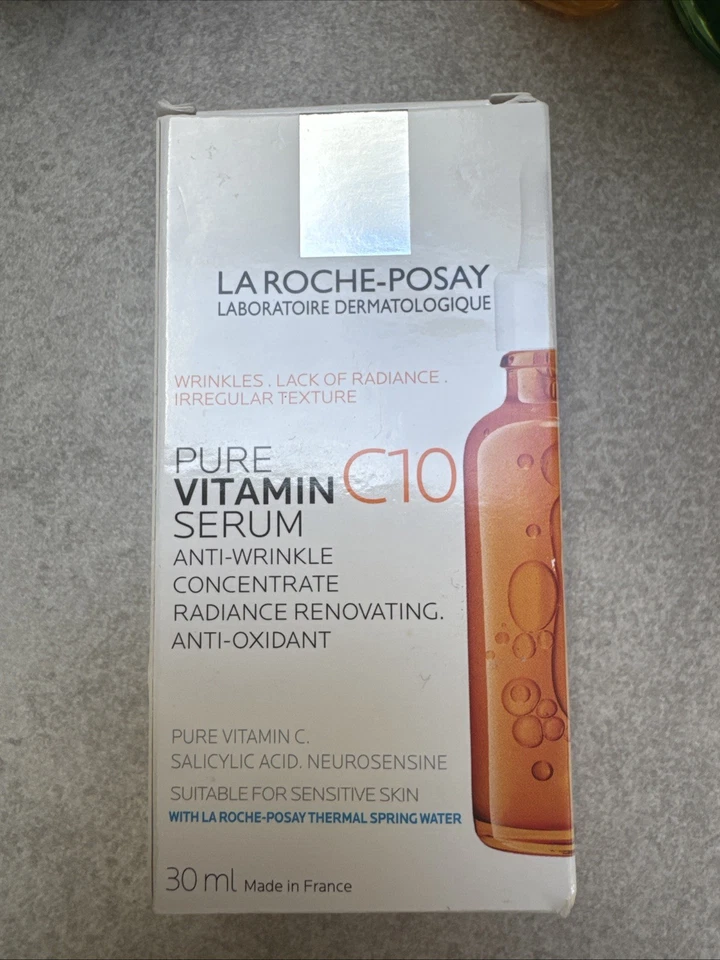 LA ROCHE-POSAY
LABORATOIRE DERMATOLOGIQUE
WRINKLES . LACK OF RADIANCE .
IRREGULAR TEXTURE
PURE
VITAMIN C10
SERUM
ANTI-WRINKLE
CONCENTRATE
RADIANCE RENOVATING.
ANTI-OXIDANT
PURE VITAMIN C.
SALICYLIC ACID. NEUROSENSINE
SUITABLE FOR SENSITIVE SKIN
WITH LA ROCHE-POSAY THERMAL SPRING WATER
30 ml Made in France